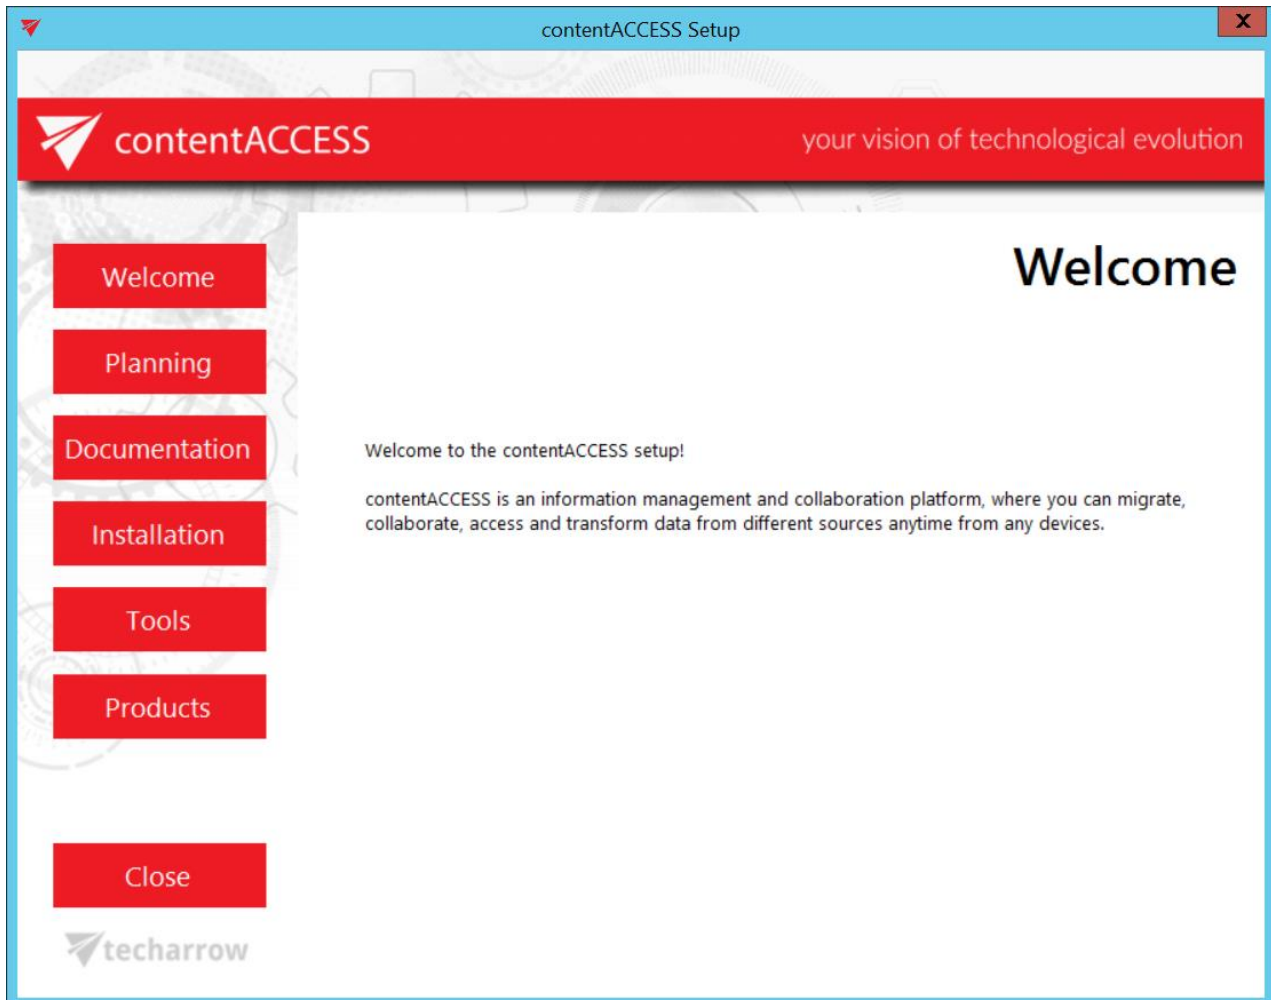 contentACCESS Setup
X
contentACCESS
your vision of technological evolution
Welcome
Planning
Documentation
Installation
Tools
Products
Close
techarrow
Welcome
Welcome to the contentACCESS setup!
contentACCESS is an information management and collaboration platform, where you can migrate,
collaborate, access and transform data from different sources anytime from any devices.